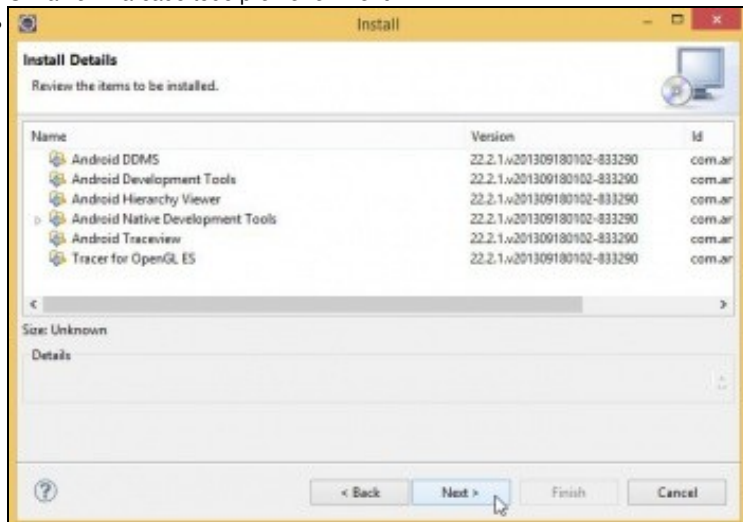 Install
Install Details
Review the items to be installed.
Name Version Id
Android DDMS 22.2.1.v201309180102-833290 com.ar
Android Development Tools 22.2.1.v201309180102-833290 com.ar
Android Hierarchy Viewer 22.2.1.v201309180102-833290 com.ar
Android Native Development Tools 22.2.1.v201309180102-833290 com.ar
Android Traceview 22.2.1.v201309180102-833290 com.ar
Tracer for OpenGL ES 22.2.1.v201309180102-833290 com.ar
Size: Unknown
Details
< Back Next > Finish Cancel